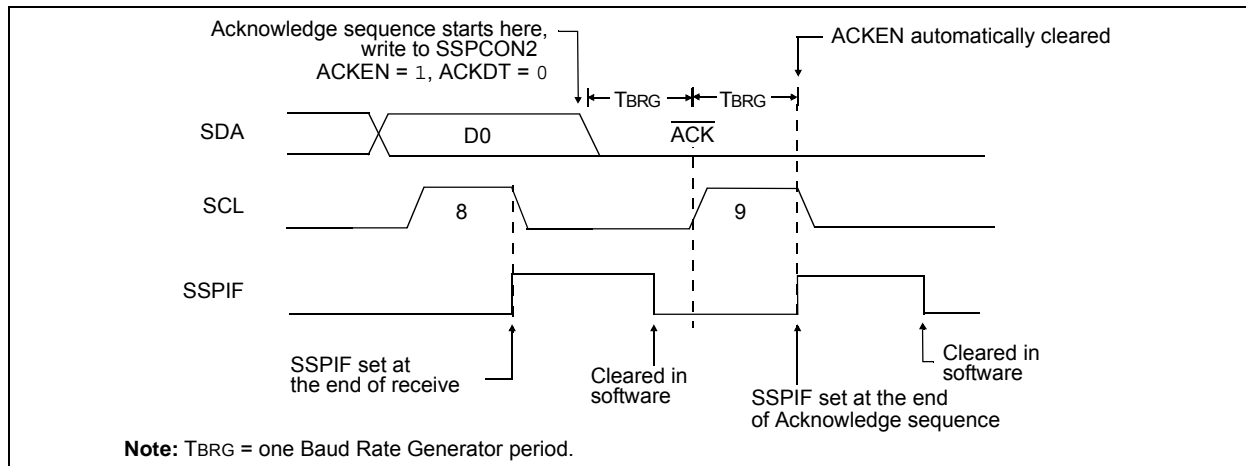 Acknowledge sequence starts here,
write to SSPCON2
ACKEN = 1, ACKDT = 0
ACKEN automatically cleared
TBRG
TBRG
SDA
D0
ACK
SCL
8
9
SSPIF
SSPIF set at
the end of receive
Cleared in
software
SSPIF set at the end
of Acknowledge sequence
Cleared in
software
Note: TBRG = one Baud Rate Generator period.